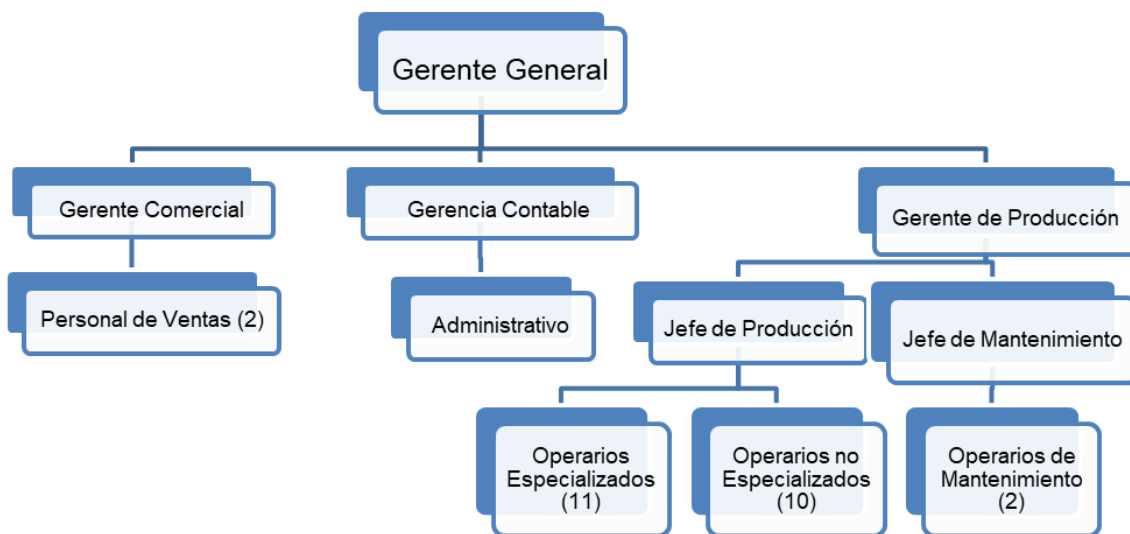 Gerente General
Gerente Comercial
Gerencia Contable
Gerente de Producción
Personal de Ventas (2)
Administrativo
Jefe de Producción
Jefe de Mantenimiento
Operarios
Especializados
(11)
Operarios no
Especializados
(10)
Operarios de
Mantenimiento
(2)